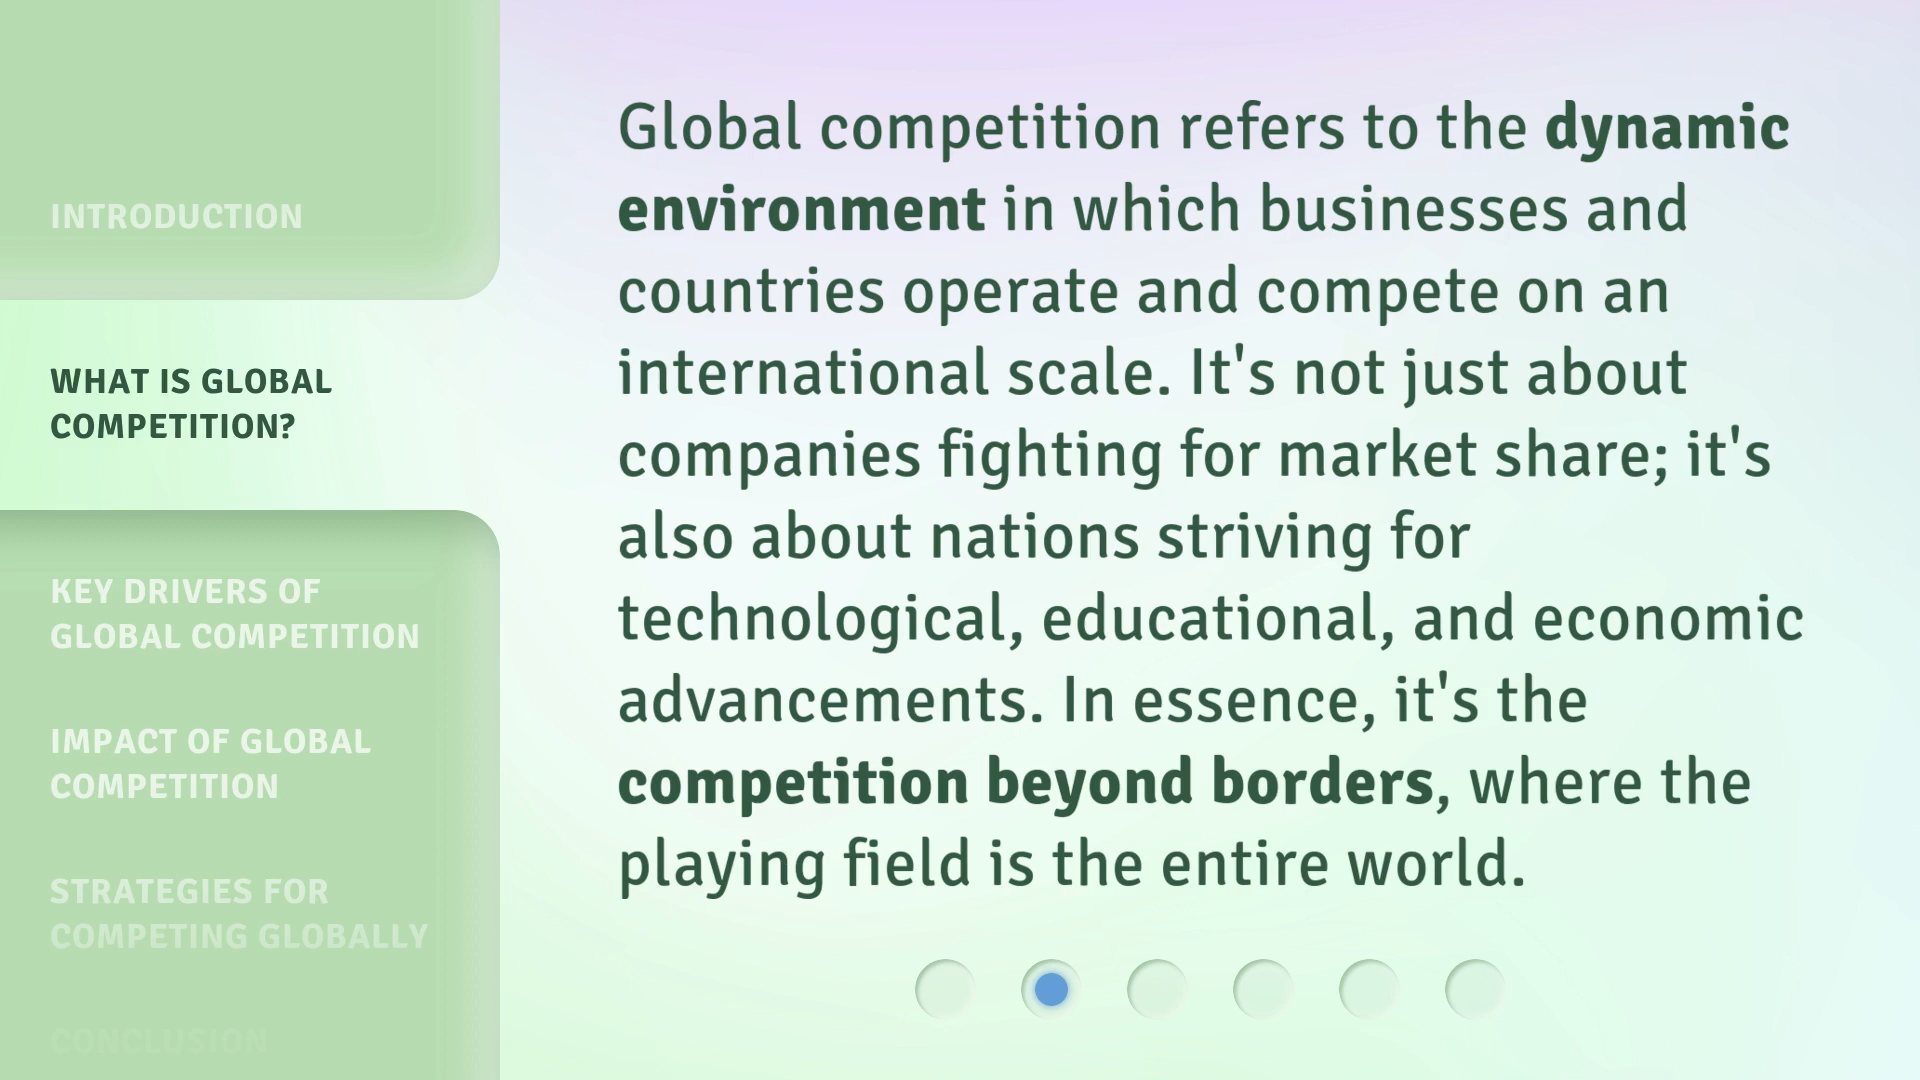 INTRODUCTION
WHAT IS GLOBAL
COMPETITION?
KEY DRIVERS OF
GLOBAL COMPETITION
IMPACT OF GLOBAL
COMPETITION
STRATEGIES FOR
COMPETING GLOBALLY
CONCLUSION
Global competition refers to the dynamic
environment in which businesses and
countries operate and compete on an
international scale. It's not just about
companies fighting for market share; it's
also about nations striving for
technological, educational, and economic
advancements. In essence, it's the
competition beyond borders, where the
playing field is the entire world.